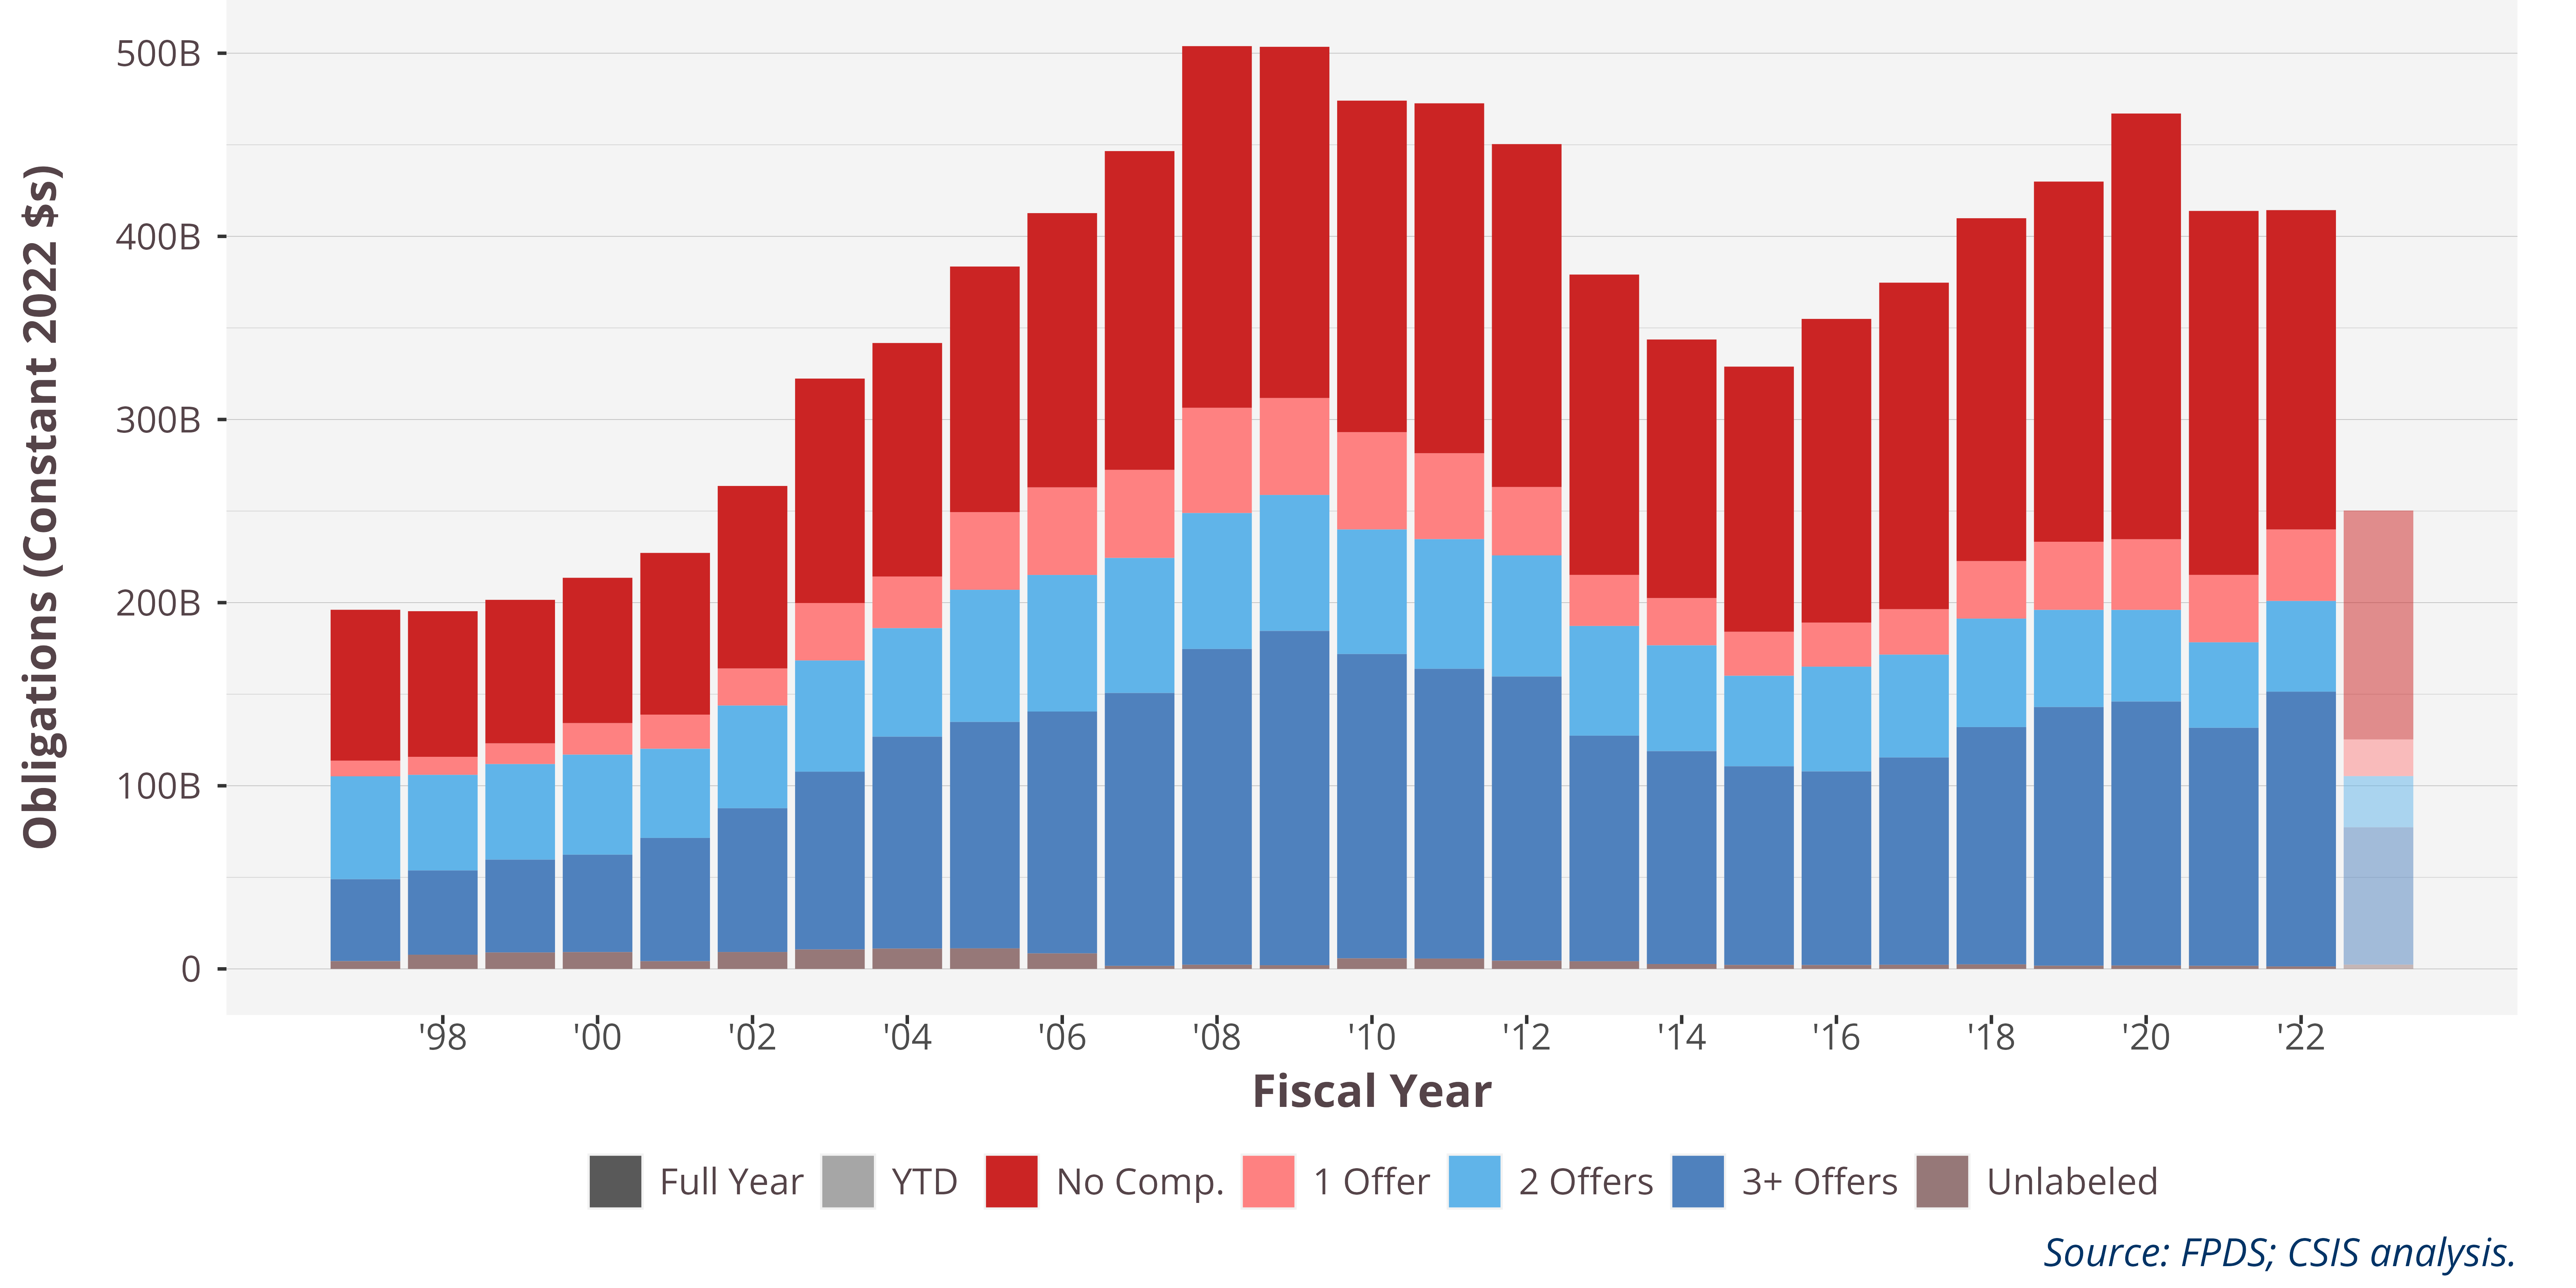 Obligations (Constant 2022 $s)
500B
400B
300B
200B
100B
0
'98 '00 '02 '04 '06 '08 '10 '12 '14 '16 '18 '20 '22
Fiscal Year
Full Year YTD No Comp. 1 Offer 2 Offers 3+ Offers Unlabeled
Source: FPDS; CSIS analysis.